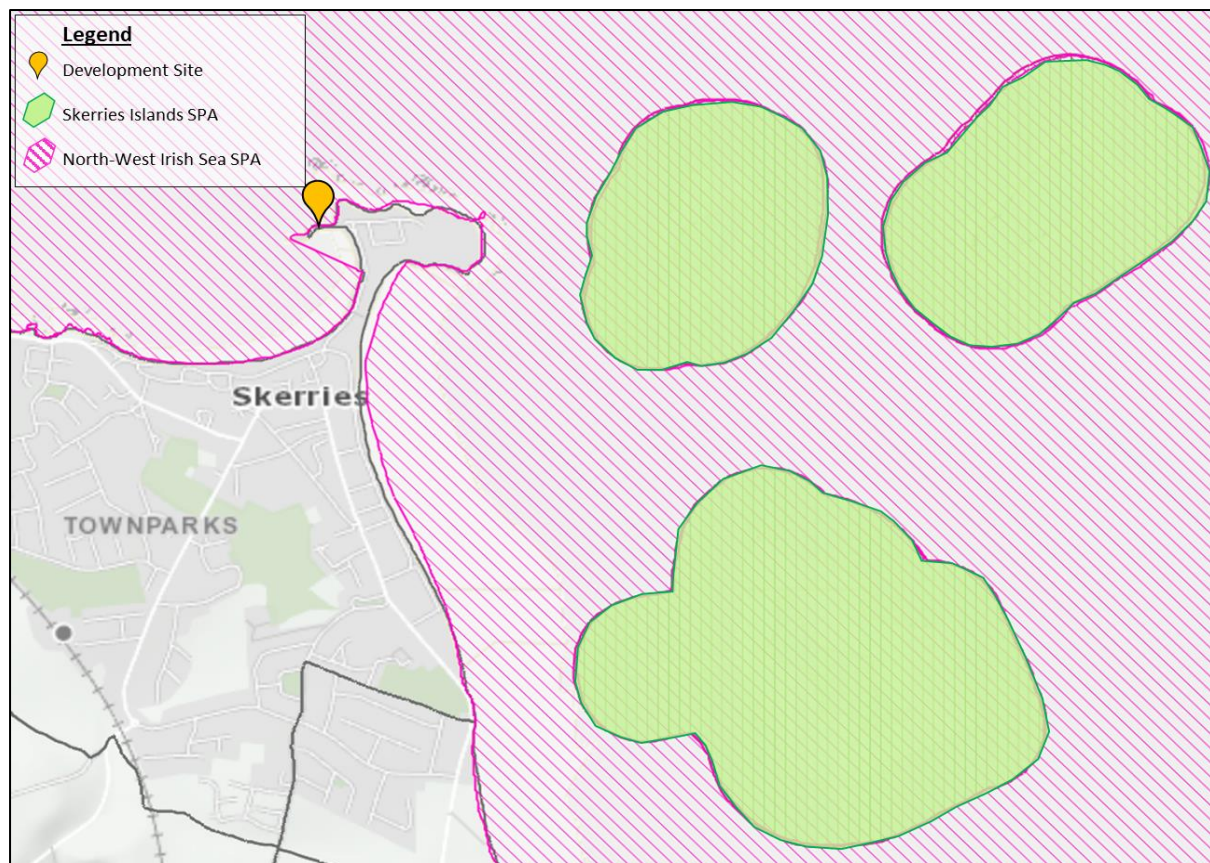 Legend
Development Site
Skerries Islands SPA
North-West Irish Sea SPA
Skerries
TOWNPARKS